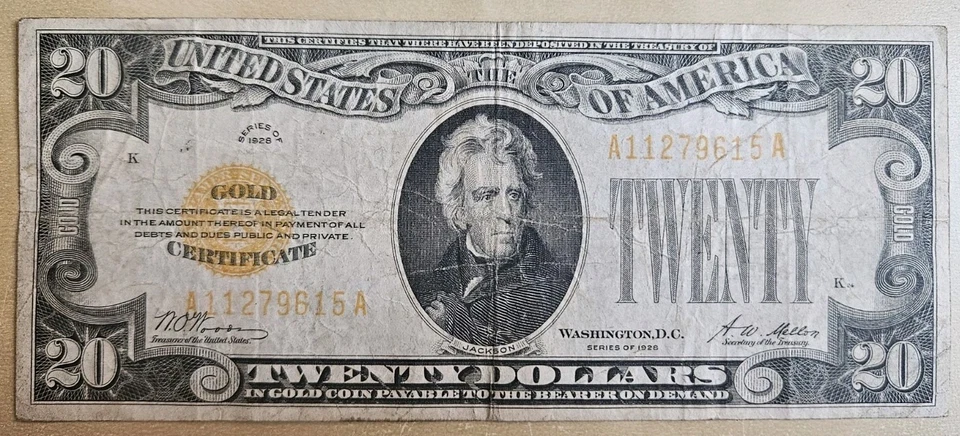 THIS CERTIFIES THAT THERE HAVE BEEN DEPOSITED IN THE TREASURY OF
20 UNITED STATES THE OF AMERICA 20
SERIES OF
1928
A11279615A
K
GOLD
THIS CERTIFICATE IS A LEGAL TENDER
IN THE AMOUNT THEREOF IN PAYMENT OF ALL
DEBTS AND DUES PUBLIC AND PRIVATE.
CERTIFICATE
GOLD
TWENTY
GOLD
K
A11279615A
W.O. Woods
Treasurer of the United States.
JACKSON
WASHINGTON, D.C.
SERIES OF 1928
A. W. Mellon
Secretary of the Treasury.
20 TWENTY DOLLARS 20
IN GOLD COIN PAYABLE TO THE BEARER ON DEMAND